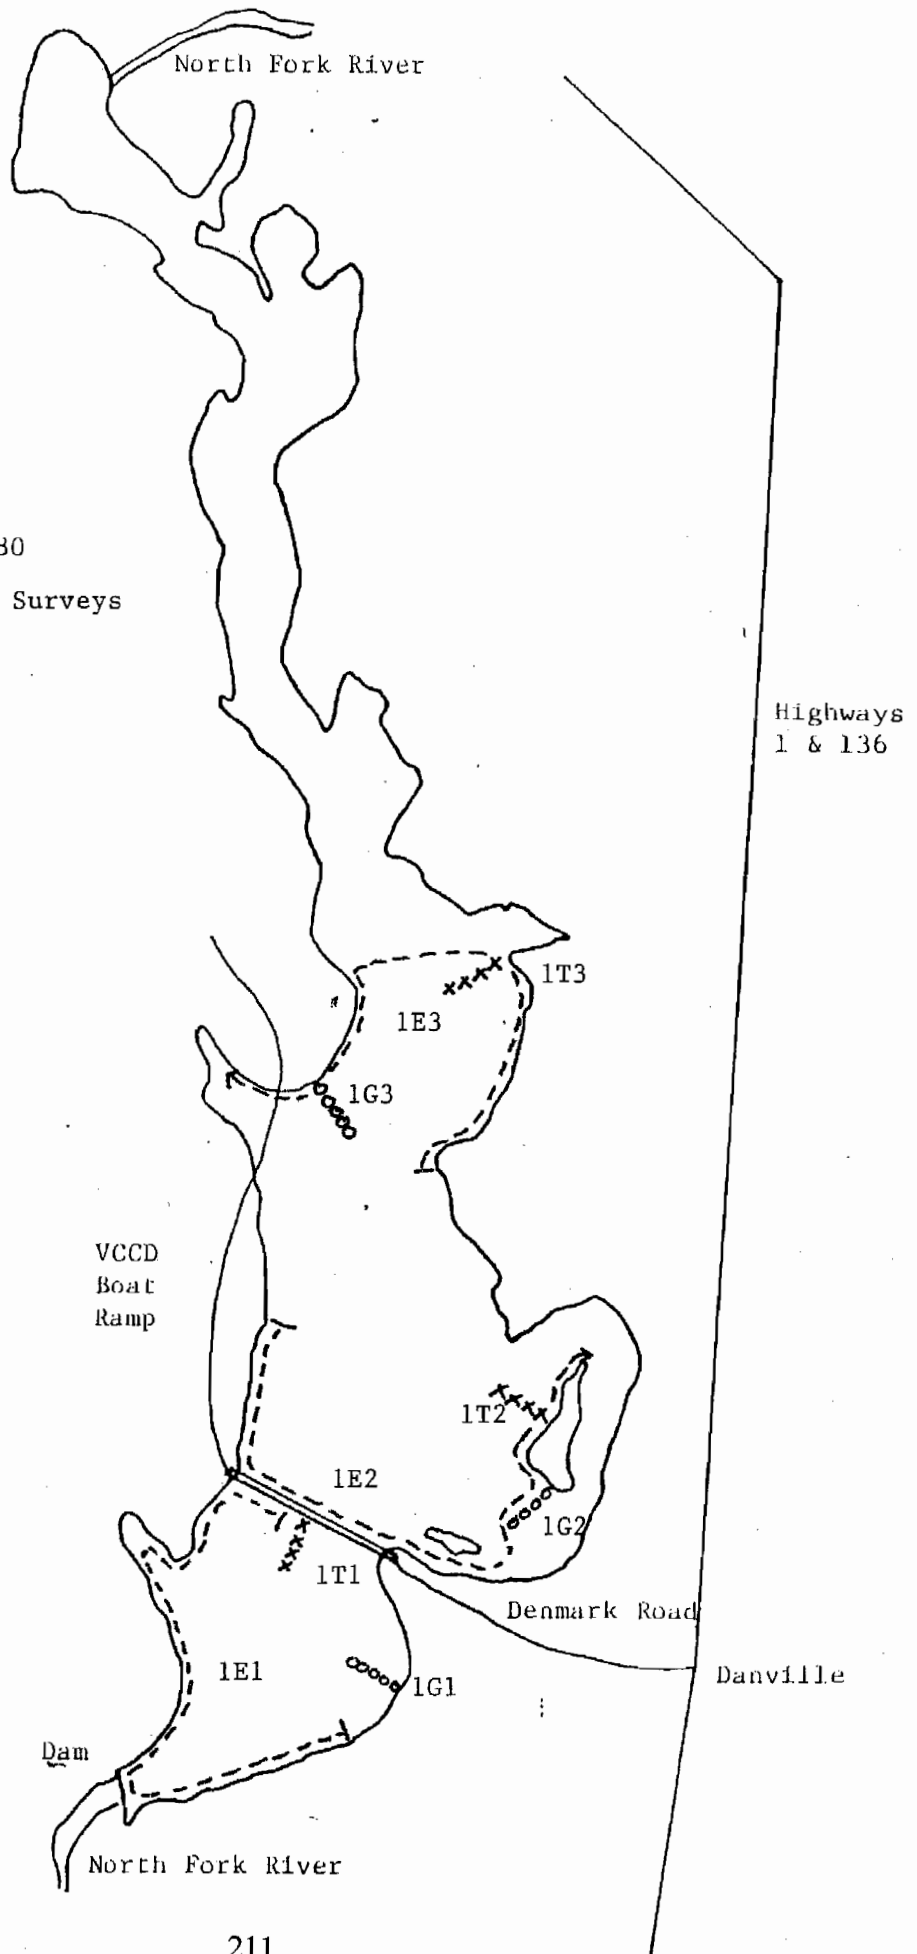 North Fork River
30
Surveys
Highways
1 & 136
1T3
1E3
1G3
VCCD
Boat
Ramp
1T2
1E2
1G2
1T1
Denmark Road
1E1
1G1
Danville
Dam
North Fork River
211